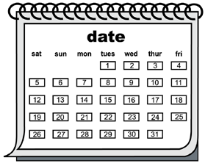 date
sat sun mon tues wed thur fri
1 2 3 4
5 6 7 8 9 10 11
12 13 14 15 16 17 18
19 20 21 22 23 24 25
26 27 28 29 30 31